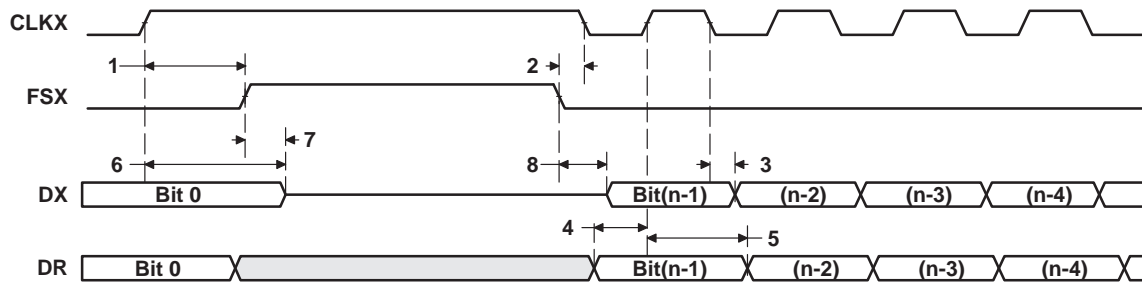 CLKX
1 2
FSX
7
6 8 3
DX Bit 0 Bit(n-1) (n-2) (n-3) (n-4)
4 5
DR Bit 0 Bit(n-1) (n-2) (n-3) (n-4)